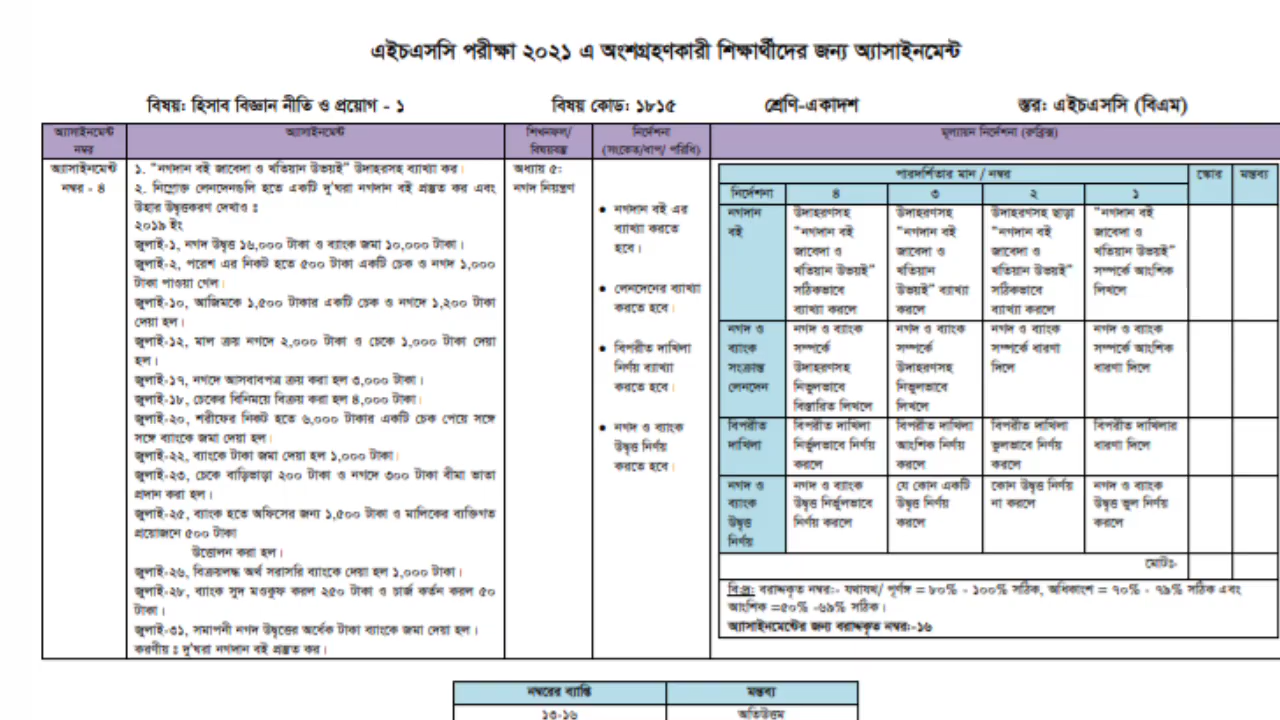 এইচএসসি পরীক্ষা ২০২১ এ অংশগ্রহণকারী শিক্ষার্থীদের জন্য অ্যাসাইনমেন্ট
বিষয়: হিসাব বিজ্ঞান নীতি ও প্রয়োগ - ১ বিষয় কোড: ১৮১৫ শ্রেণি-একাদশ স্তর: এইচএসসি (বিএম)
অ্যাসাইনমেন্ট নম্বর
অ্যাসাইনমেন্ট
শিখনফল/
বিষয়বস্তু
নির্দেশনা
(সংকেত/ধাপ/ পরিধি)
মূল্যায়ন নির্দেশনা (রুব্রিক্স)
অ্যাসাইনমেন্ট
নম্বর - ৪
১. "নগদান বই জাবেদা ও খতিয়ান উভয়ই" উদাহরসহ ব্যাখ্যা কর।
২. নিম্নোক্ত লেনদেনগুলি হতে একটি দু'ঘরা নগদান বই প্রস্তুত কর এবং
উহার উদ্বৃত্তকরণ দেখাও ঃ
২০১৯ ইং
জুলাই-১, নগদ উদ্বৃত্ত ১৬,০০০ টাকা ও ব্যাংক জমা ১০,০০০ টাকা।
জুলাই-২, পরেশ এর নিকট হতে ৫০০ টাকা একটি চেক ও নগদ ১,০০০
টাকা পাওয়া গেল।
জুলাই-১০, আজিমকে ১,৫০০ টাকার একটি চেক ও নগদে ১,২০০ টাকা
দেয়া হল।
জুলাই-১২, মাল ক্রয় নগদে ২,০০০ টাকা ও চেকে ১,০০০ টাকা দেয়া
হল।
জুলাই-১৭, নগদে আসবাবপত্র ক্রয় করা হল ৩,০০০ টাকা।
জুলাই-১৮, চেকের বিনিময়ে বিক্রয় করা হল ৪,০০০ টাকা।
জুলাই-২০, শরীফের নিকট হতে ৬,০০০ টাকার একটি চেক পেয়ে সঙ্গে
সঙ্গে ব্যাংকে জমা দেয়া হল।
জুলাই-২২, ব্যাংকে টাকা জমা দেয়া হল ১,০০০ টাকা।
জুলাই-২৩, চেকে বাড়িভাড়া ২০০ টাকা ও নগদে ৩০০ টাকা বীমা ভাতা
প্রদান করা হল।
জুলাই-২৫, ব্যাংক হতে অফিসের জন্য ১,৫০০ টাকা ও মালিকের ব্যক্তিগত
প্রয়োজনে ৫০০ টাকা
উত্তোলন করা হল।
জুলাই-২৬, বিক্রয়লব্ধ অর্থ সরাসরি ব্যাংকে দেয়া হল ১,০০০ টাকা।
জুলাই-২৮, ব্যাংক সুদ মওকুফ করল ২৫০ টাকা ও চার্জ কর্তন করল ৫০
টাকা।
জুলাই-৩১, সমাপনী নগদ উদ্বৃত্তের অর্ধেক টাকা ব্যাংকে জমা দেয়া হল।
করণীয় ঃ দু'ঘরা নগদান বই প্রস্তুত কর।
অধ্যায় ৫:
নগদ নিয়ন্ত্রণ
• নগদান বই এর
ব্যাখ্যা করতে
হবে।
• লেনদেনের ব্যাখ্যা
করতে হবে।
• বিপরীত দাখিলা
নির্ণয় ব্যাখ্যা
করতে হবে।
• নগদ ও ব্যাংক
উদ্বৃত্ত নির্ণয়
করতে হবে।
পারদর্শিতার মান / নম্বর স্কোর মন্তব্য
নির্দেশনা ৪ ৩ ২ ১
নগদান
বই
উদাহরণসহ
"নগদান বই
জাবেদা ও
খতিয়ান উভয়ই"
সঠিকভাবে
ব্যাখ্যা করলে
উদাহরণসহ
"নগদান বই
জাবেদা ও
খতিয়ান
উভয়ই" ব্যাখ্যা
করলে
উদাহরণসহ ছাড়া
"নগদান বই
জাবেদা ও
খতিয়ান উভয়ই"
সঠিকভাবে
ব্যাখ্যা করলে
"নগদান বই
জাবেদা ও
খতিয়ান উভয়ই"
সম্পর্কে আংশিক
লিখলে
নগদ ও
ব্যাংক
সংক্রান্ত
লেনদেন
নগদ ও ব্যাংক
সম্পর্কে
উদাহরণসহ
নির্ভুলভাবে
বিস্তারিত লিখলে
নগদ ও ব্যাংক
সম্পর্কে
উদাহরণসহ
নির্ভুলভাবে
লিখলে
নগদ ও ব্যাংক
সম্পর্কে ধারণা
দিলে
নগদ ও ব্যাংক
সম্পর্কে আংশিক
ধারণা দিলে
বিপরীত
দাখিলা
বিপরীত দাখিলা
নির্ভুলভাবে নির্ণয়
করলে
বিপরীত দাখিলা
আংশিক নির্ণয়
করলে
বিপরীত দাখিলা
ভুলভাবে নির্ণয়
করলে
বিপরীত দাখিলার
ধারণা দিলে
নগদ ও
ব্যাংক
উদ্বৃত্ত
নির্ণয়
নগদ ও ব্যাংক
উদ্বৃত্ত নির্ভুলভাবে
নির্ণয় করলে
যে কোন একটি
উদ্বৃত্ত নির্ণয়
করলে
কোন উদ্বৃত্ত নির্ণয়
না করলে
নগদ ও ব্যাংক
উদ্বৃত্ত ভুল নির্ণয়
করলে
মোটঃ-
বি:দ্র: বরাদ্দকৃত নম্বর:- যথাযথ/ পূর্ণাঙ্গ = ৮০% - ১০০% সঠিক, অধিকাংশ = ৭০% - ৭৯% সঠিক এবং
আংশিক =৫০% -৬৯% সঠিক।
অ্যাসাইনমেন্টের জন্য বরাদ্দকৃত নম্বর:-১৬
নম্বরের ব্যাপ্তি মন্তব্য
১৩-১৬ অতিউত্তম